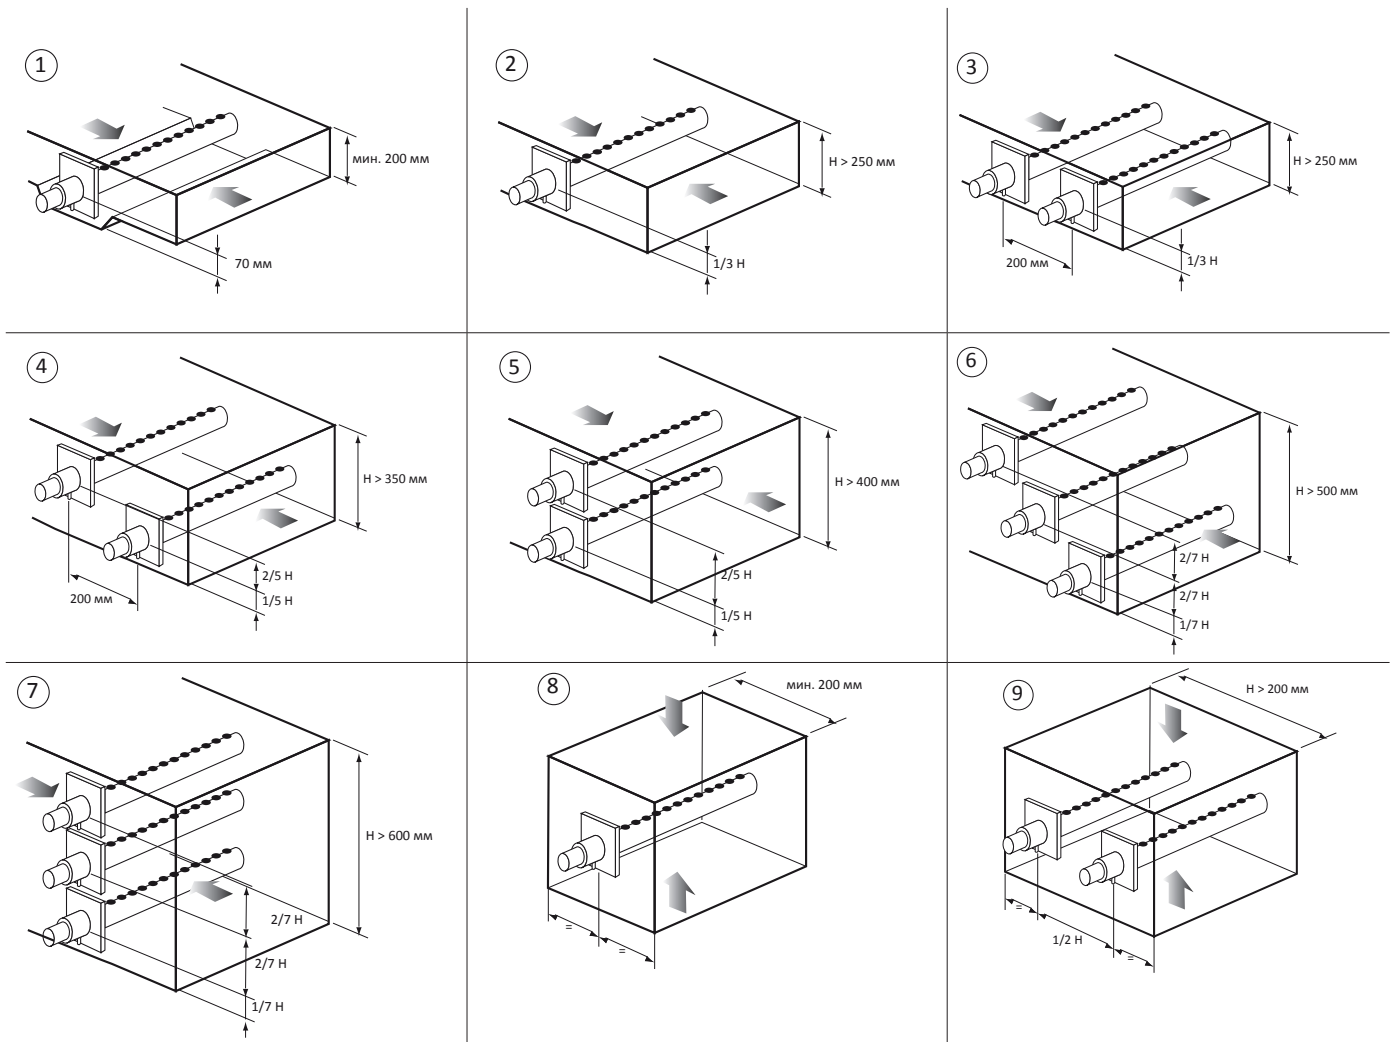 1
мин. 200 мм
70 мм
2
H > 250 мм
1/3 H
3
H > 250 мм
200 мм
1/3 H
4
H > 350 мм
2/5 H
1/5 H
200 мм
5
H > 400 мм
2/5 H
1/5 H
6
H > 500 мм
2/7 H
2/7 H
1/7 H
7
H > 600 мм
2/7 H
2/7 H
1/7 H
8
мин. 200 мм
=
=
9
H > 200 мм
=
1/2 H
=